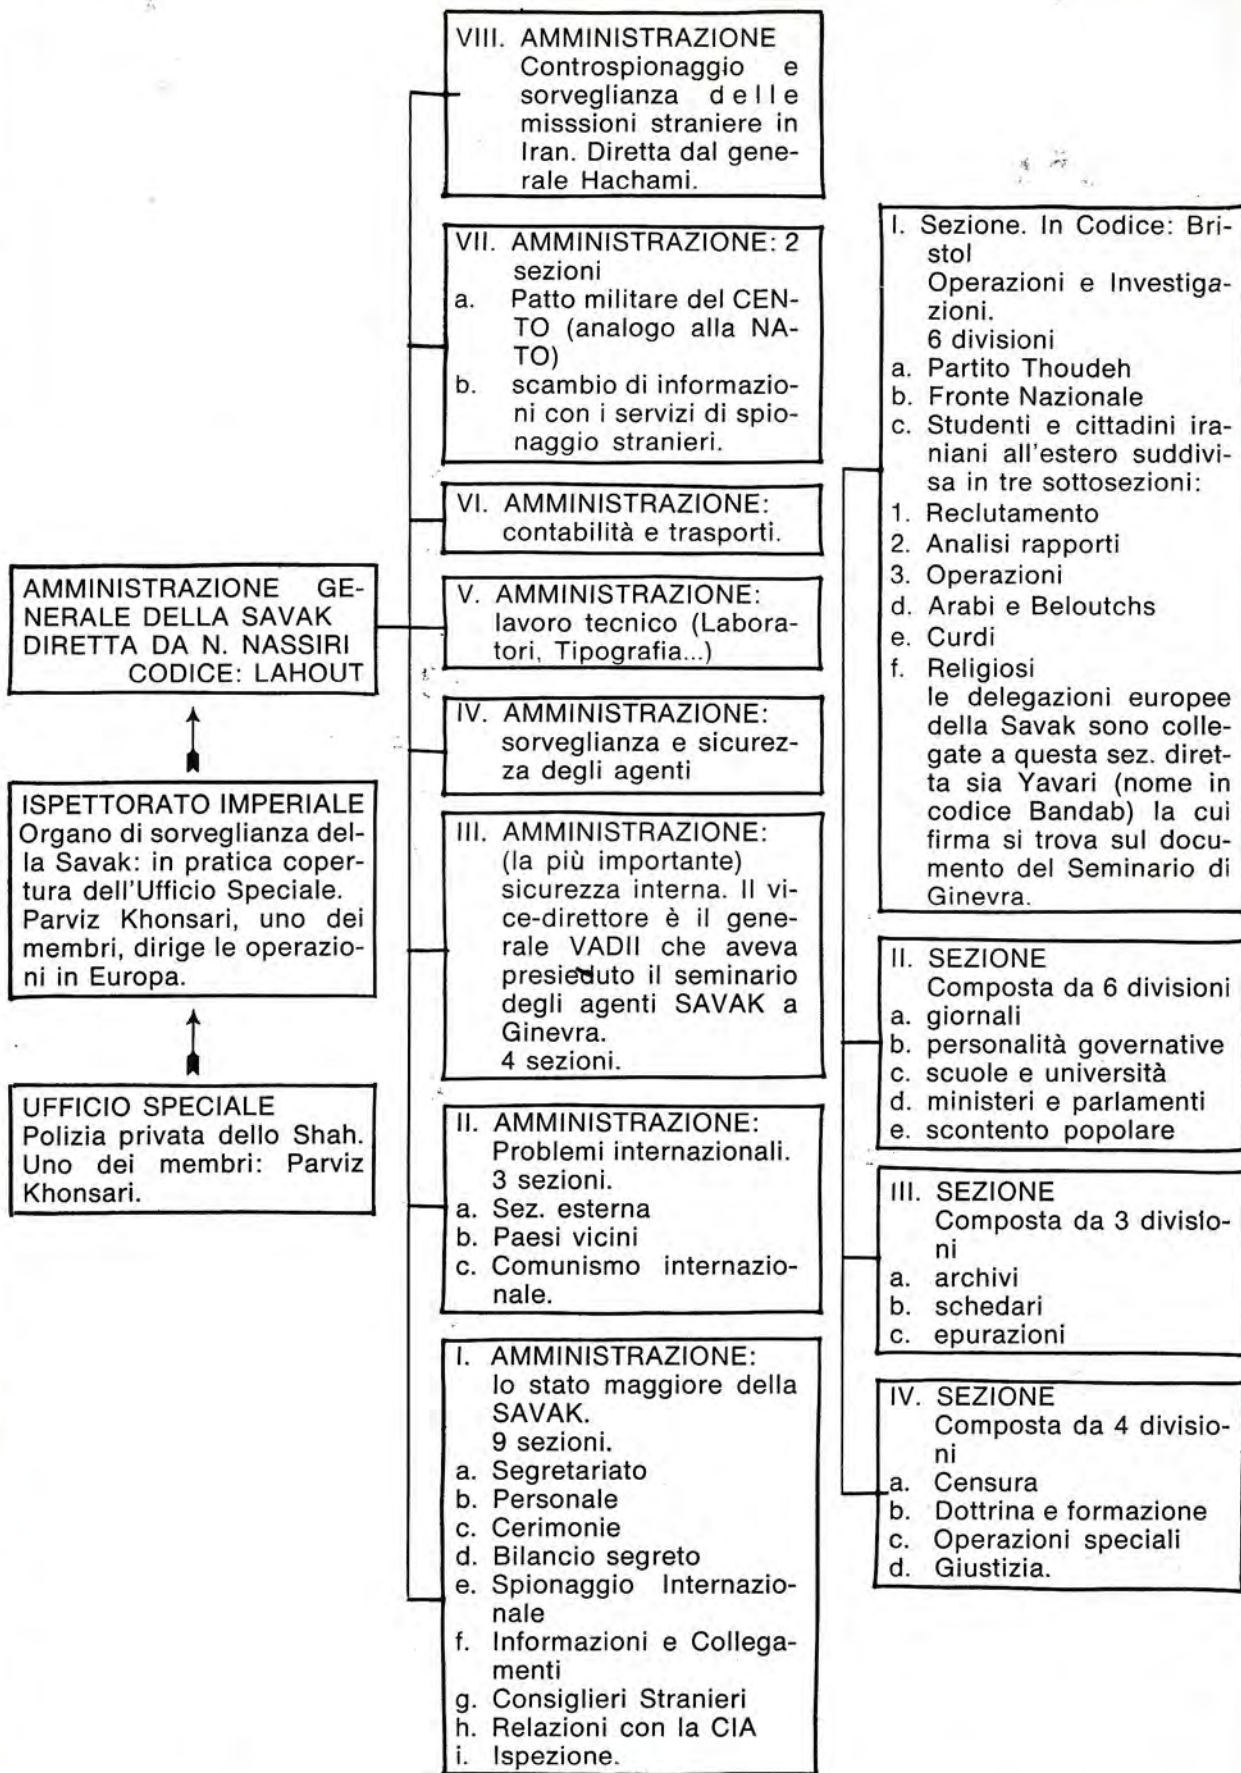 AMMINISTRAZIONE GE-
NERALE DELLA SAVAK
DIRETTA DA N. NASSIRI
CODICE: LAHOUT
ISPETTORATO IMPERIALE
Organo di sorveglianza del-
la Savak: in pratica coper-
tura dell'Ufficio Speciale.
Parviz Khonsari, uno dei
membri, dirige le operazio-
ni in Europa.
UFFICIO SPECIALE
Polizia privata dello Shah.
Uno dei membri: Parviz
Khonsari.
VIII. AMMINISTRAZIONE
Controspionaggio e
sorveglianza delle
misssioni straniere in
Iran. Diretta dal gene-
rale Hachami.
VII. AMMINISTRAZIONE: 2
sezioni
a. Patto militare del CEN-
TO (analogo alla NA-
TO)
b. scambio di informazio-
ni con i servizi di spio-
naggio stranieri.
VI. AMMINISTRAZIONE:
contabilità e trasporti.
V. AMMINISTRAZIONE:
lavoro tecnico (Labora-
tori, Tipografia...)
IV. AMMINISTRAZIONE:
sorveglianza e sicurez-
za degli agenti
III. AMMINISTRAZIONE:
(la più importante)
sicurezza interna. Il vi-
ce-direttore è il gene-
rale VADII che aveva
presieduto il seminario
degli agenti SAVAK a
Ginevra.
4 sezioni.
II. AMMINISTRAZIONE:
Problemi internazionali.
3 sezioni.
a. Sez. esterna
b. Paesi vicini
c. Comunismo internazio-
nale.
I. AMMINISTRAZIONE:
lo stato maggiore della
SAVAK.
9 sezioni.
a. Segretariato
b. Personale
c. Cerimonie
d. Bilancio segreto
e. Spionaggio Internazio-
nale
f. Informazioni e Collega-
menti
g. Consiglieri Stranieri
h. Relazioni con la CIA
i. Ispezione.
I. Sezione. In Codice: Bri-
stol
Operazioni e Investiga-
zioni.
6 divisioni
a. Partito Thoudeh
b. Fronte Nazionale
c. Studenti e cittadini ira-
niani all'estero suddivi-
sa in tre sottosezioni:
1. Reclutamento
2. Analisi rapporti
3. Operazioni
d. Arabi e Beloutchs
e. Curdi
f. Religiosi
le delegazioni europee
della Savak sono colle-
gate a questa sez. diret-
ta sia Yavari (nome in
codice Bandab) la cui
firma si trova sul docu-
mento del Seminario di
Ginevra.
II. SEZIONE
Composta da 6 divisioni
a. giornali
b. personalità governative
c. scuole e università
d. ministeri e parlamenti
e. scontento popolare
III. SEZIONE
Composta da 3 divisio-
ni
a. archivi
b. schedari
c. epurazioni
IV. SEZIONE
Composta da 4 divisio-
ni
a. Censura
b. Dottrina e formazione
c. Operazioni speciali
d. Giustizia.